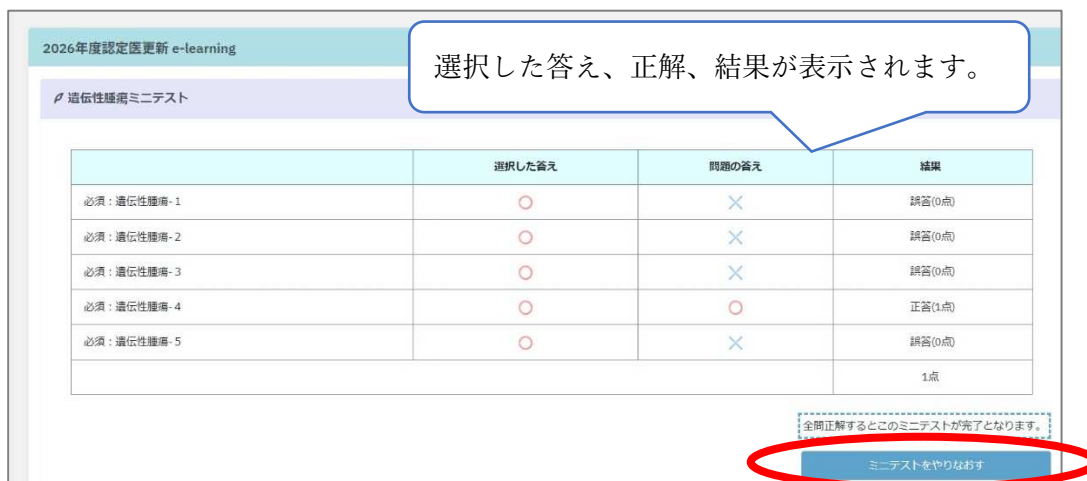 2026年度認定医更新 e-learning
選択した答え、正解、結果が表示されます。
遺伝性腫瘍ミニテスト
選択した答え 問題の答え 結果
必須：遺伝性腫瘍-1 ○ × 誤答(0点)
必須：遺伝性腫瘍-2 ○ × 誤答(0点)
必須：遺伝性腫瘍-3 ○ × 誤答(0点)
必須：遺伝性腫瘍-4 ○ ○ 正答(1点)
必須：遺伝性腫瘍-5 ○ × 誤答(0点)
1点
全問正解するとこのミニテストが完了となります。
ミニテストをやりなおす